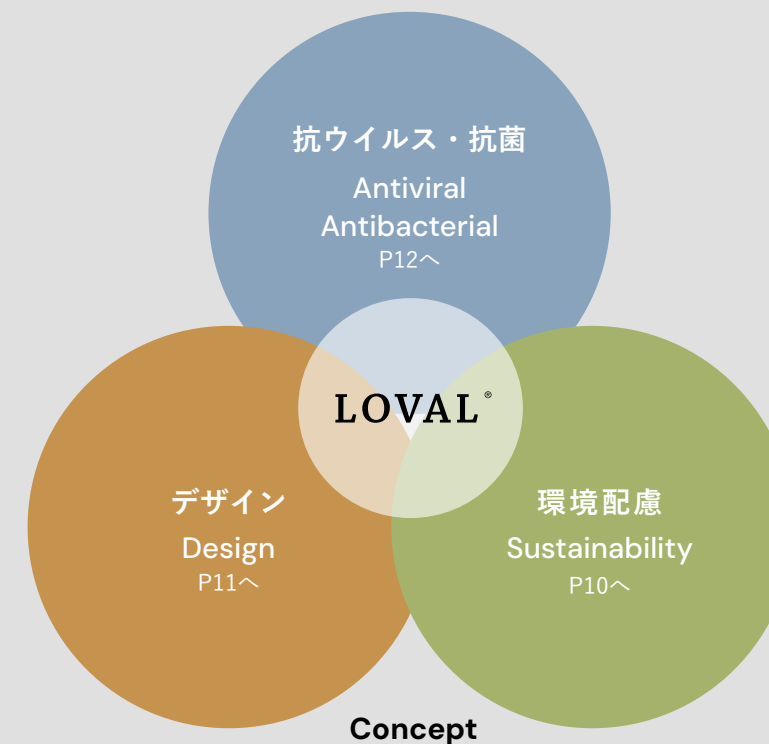 抗ウイルス・抗菌
Antiviral
Antibacterial
P12へ
LOVAL®
デザイン
Design
P11へ
環境配慮
Sustainability
P10へ
Concept